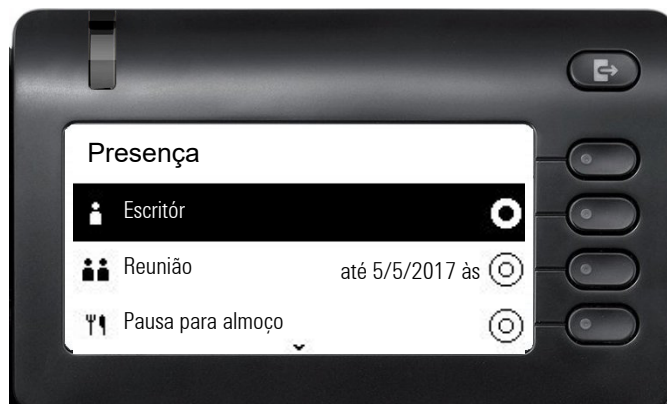 Presença
Escritór
Reunião até 5/5/2017 às
Pausa para almoço